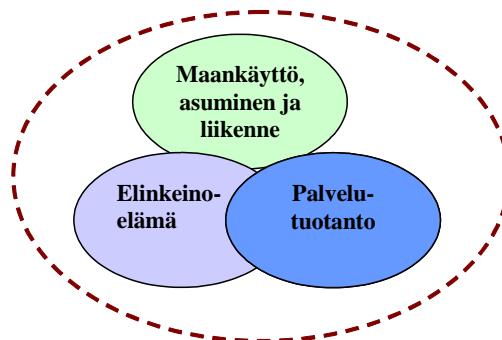 Maankäyttö,
asuminen ja
liikenne
Elinkeino-
elämä
Palvelu-
tuotanto